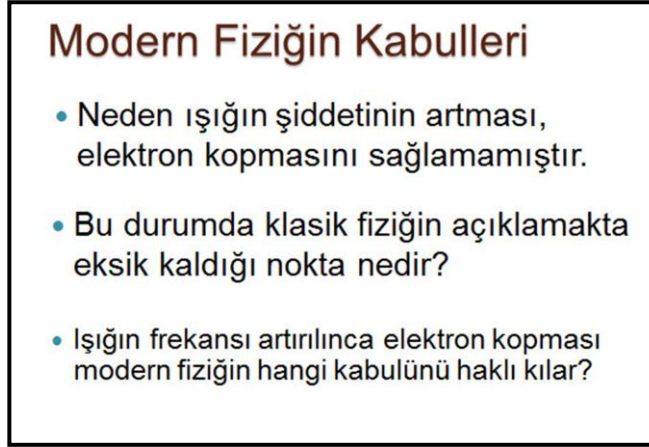 Modern Fiziğin Kabulleri
• Neden ışığın şiddetinin artması,
elektron kopmasını sağlamamıştır.
• Bu durumda klasik fiziğin açıklamakta
eksik kaldığı nokta nedir?
• Işığın frekansı artırılınca elektron kopması
modern fiziğin hangi kabulünü haklı kılar?